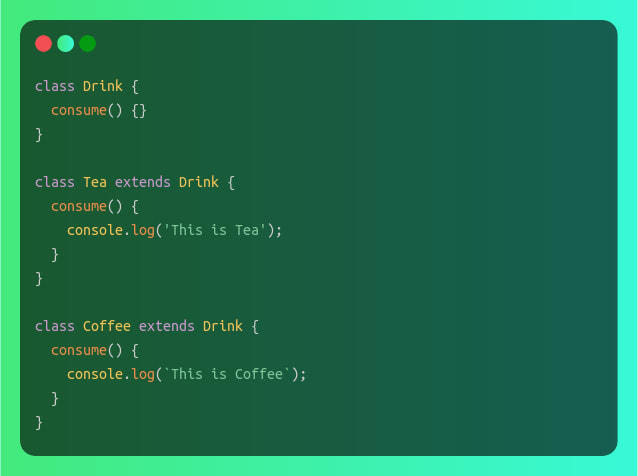 class Drink {
  consume() {}
}

class Tea extends Drink {
  consume() {
    console.log('This is Tea');
  }
}

class Coffee extends Drink {
  consume() {
    console.log(`This is Coffee`);
  }
}